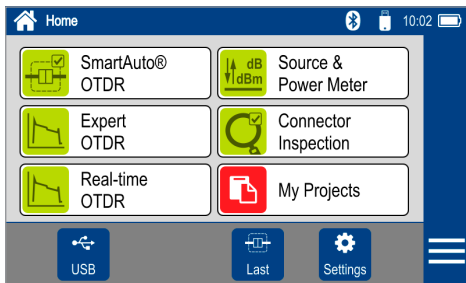 Home
10:02
SmartAuto®
OTDR
dB
dBm
Source &
Power Meter
Expert
OTDR
Connector
Inspection
Real-time
OTDR
My Projects
USB
Last
Settings